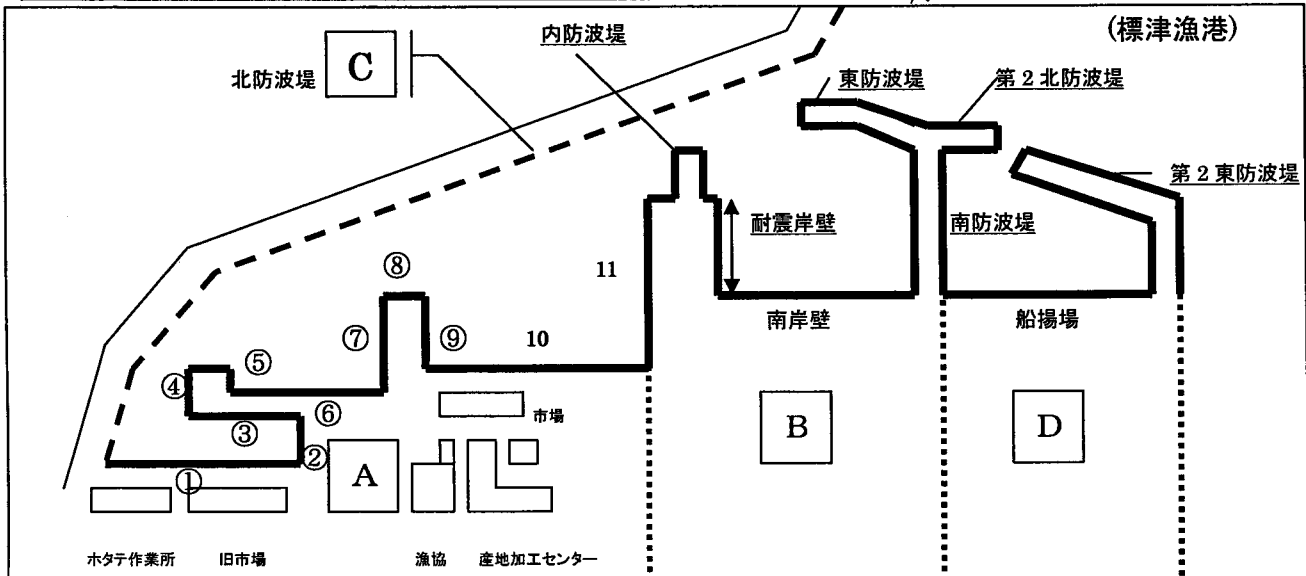 (標津漁港)
内防波堤
北防波堤
C
東防波堤
第2北防波堤
第2東防波堤
耐震岸壁
南防波堤
⑧
11
南岸壁
船揚場
⑦
⑨
10
⑤
④
⑥
市場
③
②
①
A
B
D
ホタテ作業所
旧市場
漁協
産地加工センター